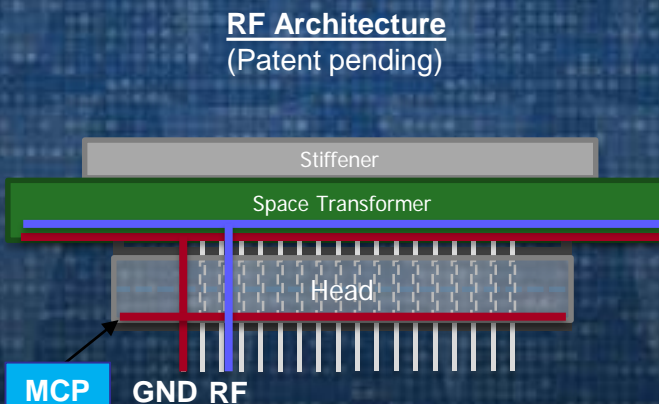 RF Architecture
(Patent pending)
Stiffener
Space Transformer
Head
MCP GND RF